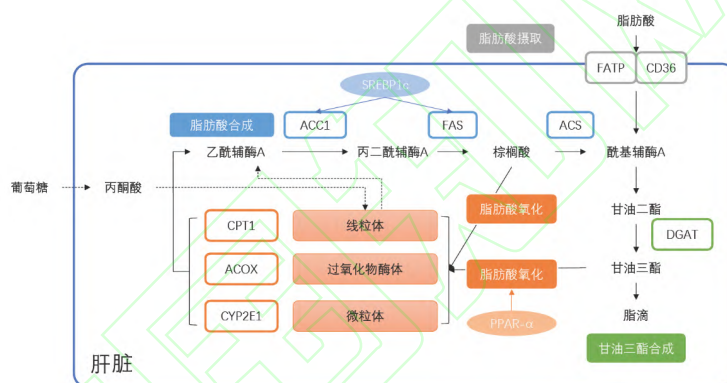 脂肪酸
脂肪酸摄取
FATP
CD36
SREBP1c
脂肪酸合成
ACC1
FAS
ACS
乙酰辅酶A
丙二酰辅酶A
棕榈酸
酰基辅酶A
葡萄糖
丙酮酸
CPT1
线粒体
脂肪酸氧化
甘油二酯
DGAT
ACOX
过氧化物酶体
脂肪酸氧化
甘油三酯
CYP2E1
微粒体
PPAR-α
脂滴
肝脏
甘油三酯合成